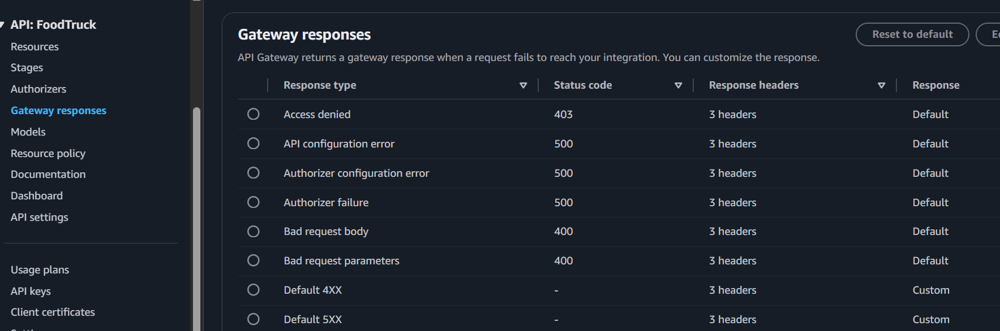 API: FoodTruck
Resources
Stages
Authorizers
Gateway responses
Models
Resource policy
Documentation
Dashboard
API settings
Usage plans
API keys
Client certificates
Gateway responses
Reset to default
API Gateway returns a gateway response when a request fails to reach your integration. You can customize the response.
Response type Status code Response headers Response
Access denied 403 3 headers Default
API configuration error 500 3 headers Default
Authorizer configuration error 500 3 headers Default
Authorizer failure 500 3 headers Default
Bad request body 400 3 headers Default
Bad request parameters 400 3 headers Default
Default 4XX - 3 headers Custom
Default 5XX - 3 headers Custom